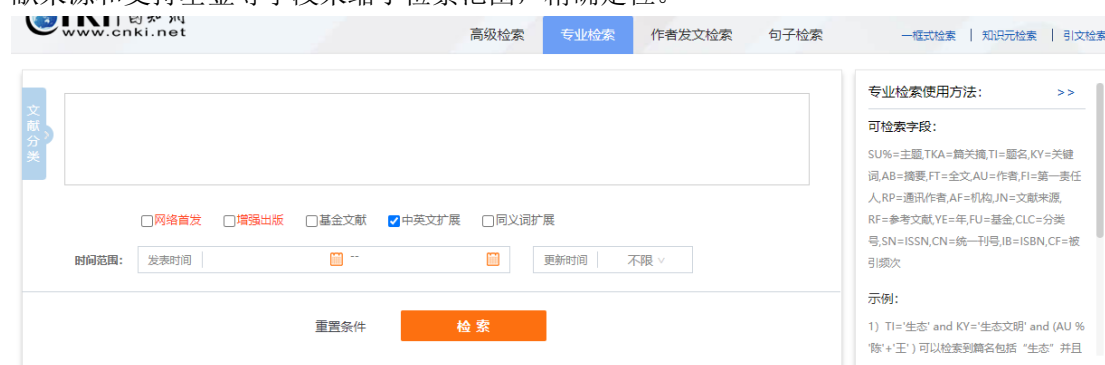 www.cnki.net
高级检索 专业检索 作者发文检索 句子检索 一框式检索 | 知识元检索 | 引文检索
文献分类
网络首发 增强出版 基金文献 中英文扩展 同义词扩展
时间范围: 发表时间 -- 更新时间 不限
重置条件 检索
专业检索使用方法: >>
可检索字段:
SU%=主题,TKA=篇关摘,TI=题名,KY=关键
词,AB=摘要,FT=全文,AU=作者,FI=第一责任
人,RP=通讯作者,AF=机构,JN=文献来源,
RF=参考文献,YE=年,FU=基金,CLC=分类
号,SN=ISSN,CN=统一刊号,IB=ISBN,CF=被
引频次
示例:
1) TI='生态' and KY='生态文明' and (AU %
'陈'+'王' ) 可以检索到篇名包括“生态”并且